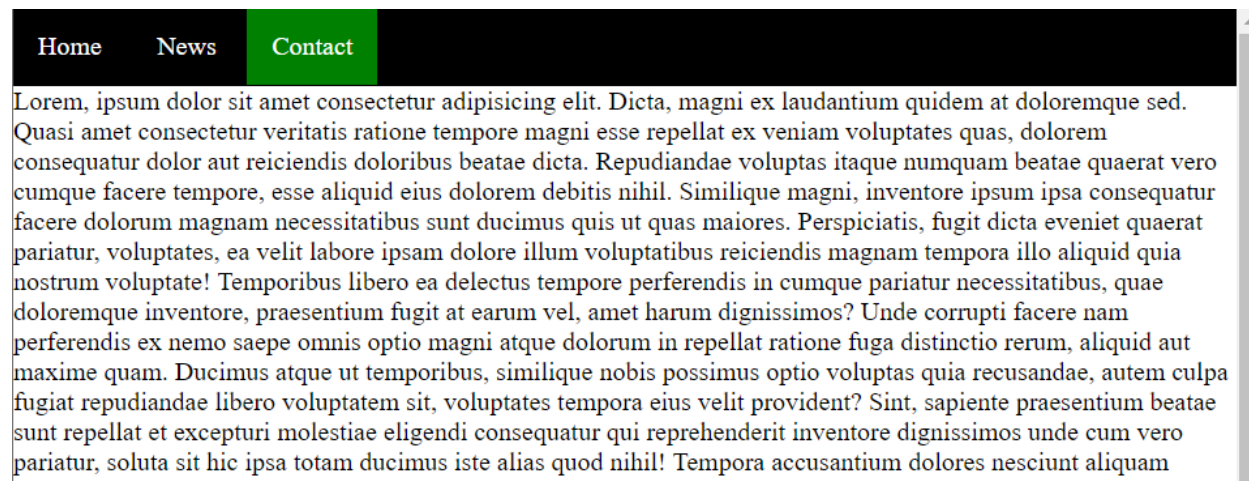 Home News Contact
Lorem, ipsum dolor sit amet consectetur adipisicing elit. Dicta, magni ex laudantium quidem at doloremque sed.
Quasi amet consectetur veritatis ratione tempore magni esse repellat ex veniam voluptates quas, dolorem
consequatur dolor aut reiciendis doloribus beatae dicta. Repudiandae voluptas itaque numquam beatae quaerat vero
cumque facere tempore, esse aliquid eius dolorem debitis nihil. Similique magni, inventore ipsum ipsa consequatur
facere dolorum magnam necessitatibus sunt ducimus quis ut quas maiores. Perspiciatis, fugit dicta eveniet quaerat
pariatur, voluptates, ea velit labore ipsam dolore illum voluptatibus reiciendis magnam tempora illo aliquid quia
nostrum voluptate! Temporibus libero ea delectus tempore perferendis in cumque pariatur necessitatibus, quae
doloremque inventore, praesentium fugit at earum vel, amet harum dignissimos? Unde corrupti facere nam
perferendis ex nemo saepe omnis optio magni atque dolorum in repellat ratione fuga distinctio rerum, aliquid aut
maxime quam. Ducimus atque ut temporibus, similique nobis possimus optio voluptas quia recusandae, autem culpa
fugiat repudiandae libero voluptatem sit, voluptates tempora eius velit provident? Sint, sapiente praesentium beatae
sunt repellat et excepturi molestiae eligendi consequatur qui reprehenderit inventore dignissimos unde cum vero
pariatur, soluta sit hic ipsa totam ducimus iste alias quod nihil! Tempora accusantium dolores nesciunt aliquam